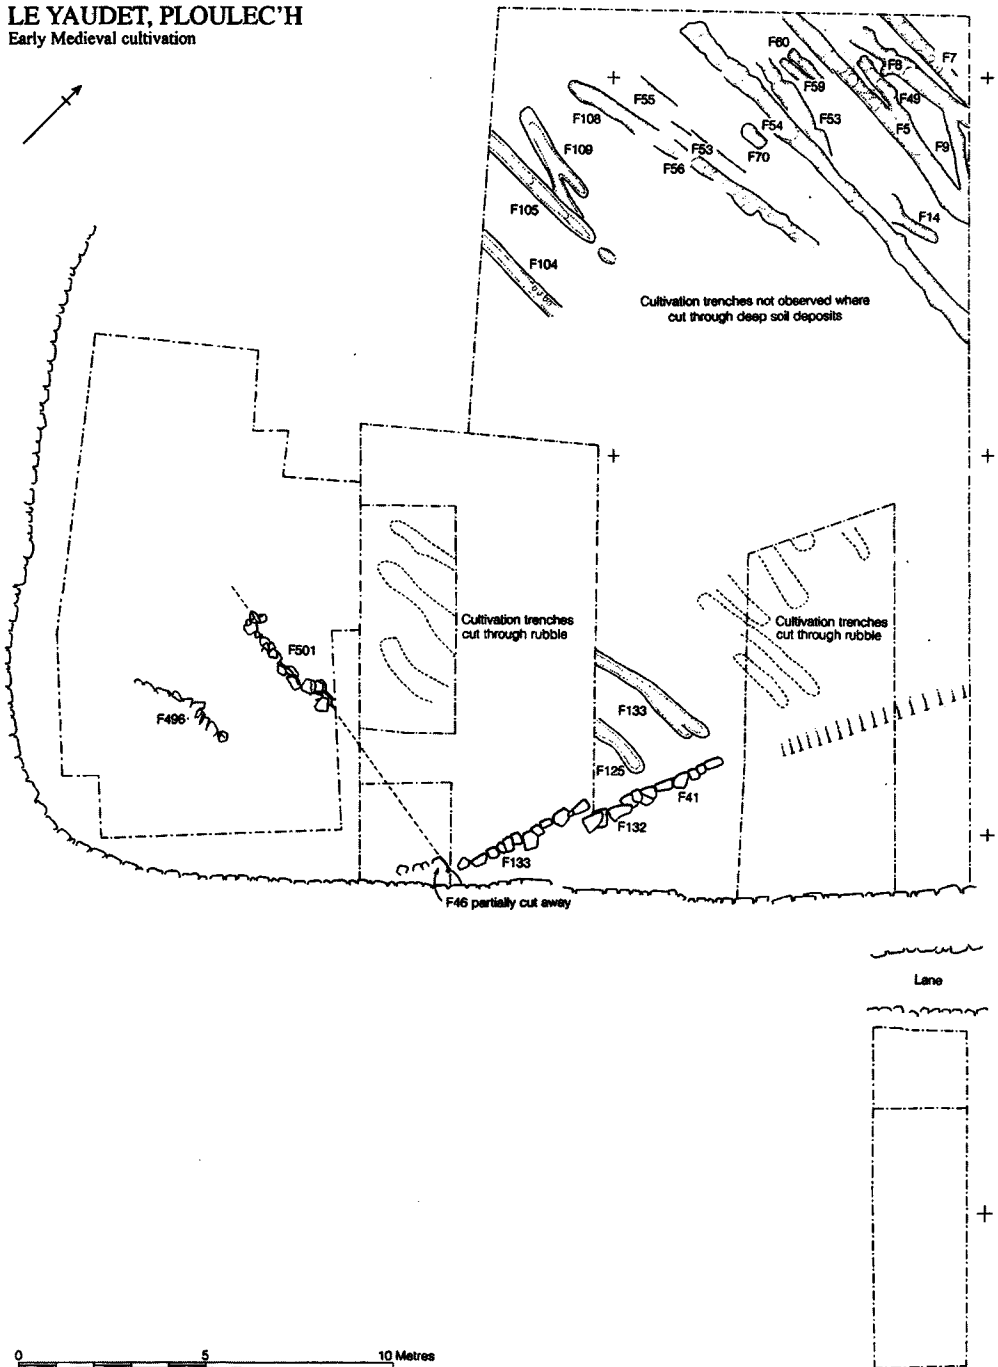 LE YAUDET, PLOULEC'H
Early Medieval cultivation
F60
F8
F7
F59
F55
F49
F108
F54
F53
F5
F109
F53
F70
F9
F56
F105
F14
F104
Cultivation trenches not observed where
cut through deep soil deposits
Cultivation trenches
cut through rubble
Cultivation trenches
cut through rubble
F501
F133
F496
F125
F41
F132
F133
F46 partially cut away
Lane
0 5 10 Metres